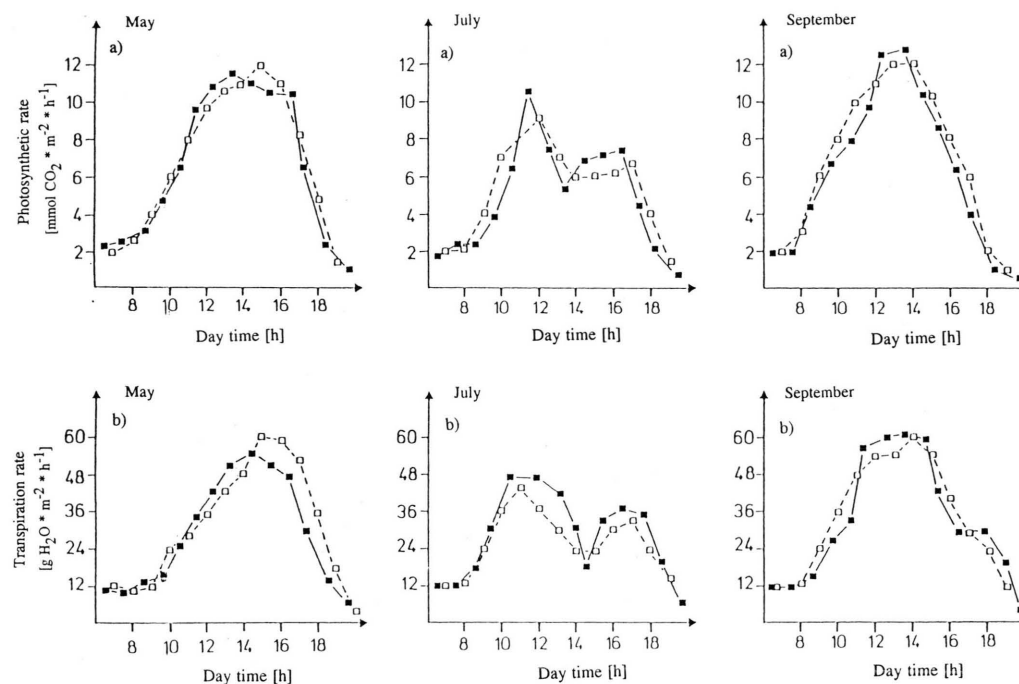 May
July
September
a)
a)
a)
Photosynthetic rate
[mmol CO2 * m-2 * h-1]
12
10
8
6
4
2
12
10
8
6
4
2
12
10
8
6
4
2
8 10 12 14 16 18
8 10 12 14 16 18
8 10 12 14 16 18
Day time [h]
Day time [h]
Day time [h]
May
July
September
b)
b)
b)
Transpiration rate
[g H2O * m-2 * h-1]
60
48
36
24
12
60
48
36
24
12
60
48
36
24
12
8 10 12 14 16 18
8 10 12 14 16 18
8 10 12 14 16 18
Day time [h]
Day time [h]
Day time [h]